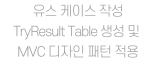 유스 케이스 작성
TryResult Table 생성 및
MVC 디자인 패턴 적용